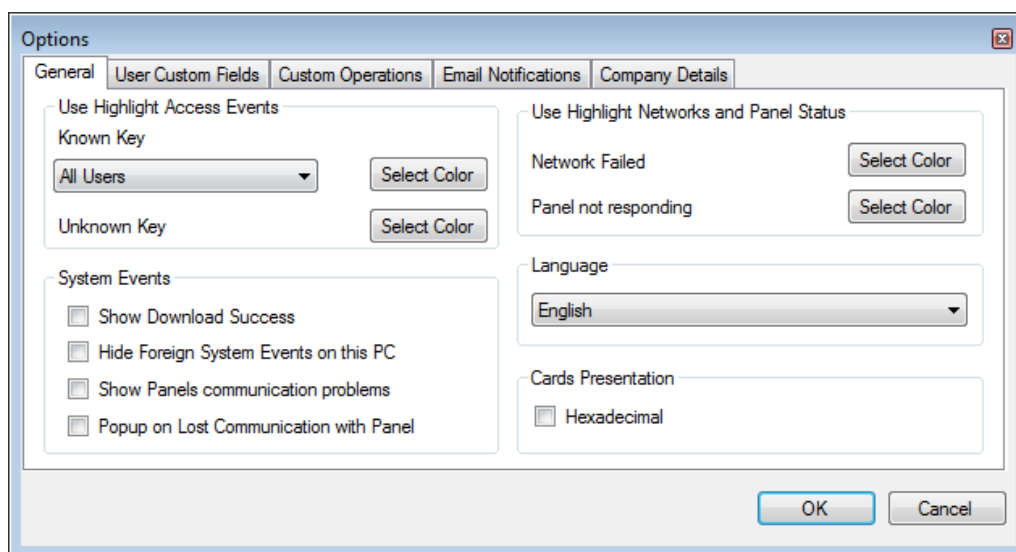 Options
General User Custom Fields Custom Operations Email Notifications Company Details
Use Highlight Access Events
Known Key
All Users Select Color
Unknown Key Select Color
System Events
Show Download Success
Hide Foreign System Events on this PC
Show Panels communication problems
Popup on Lost Communication with Panel
Use Highlight Networks and Panel Status
Network Failed Select Color
Panel not responding Select Color
Language
English
Cards Presentation
Hexadecimal
OK Cancel